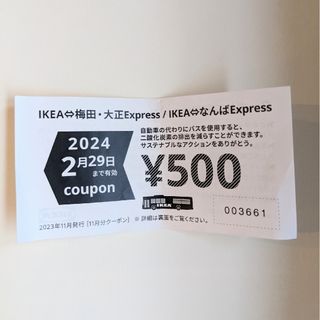 IKEA⇔梅田・大正Express / IKEA⇔なんばExpress
自動車の代わりにバスを使用すると、
二酸化炭素の排出を減らすことができます。
サステナブルなアクションをありがとう。
2024
2月29日
まで有効
coupon
¥500
IKEA
003661
2023年11月発行 [11月分クーポン] ※ 詳細は裏面をご覧ください。